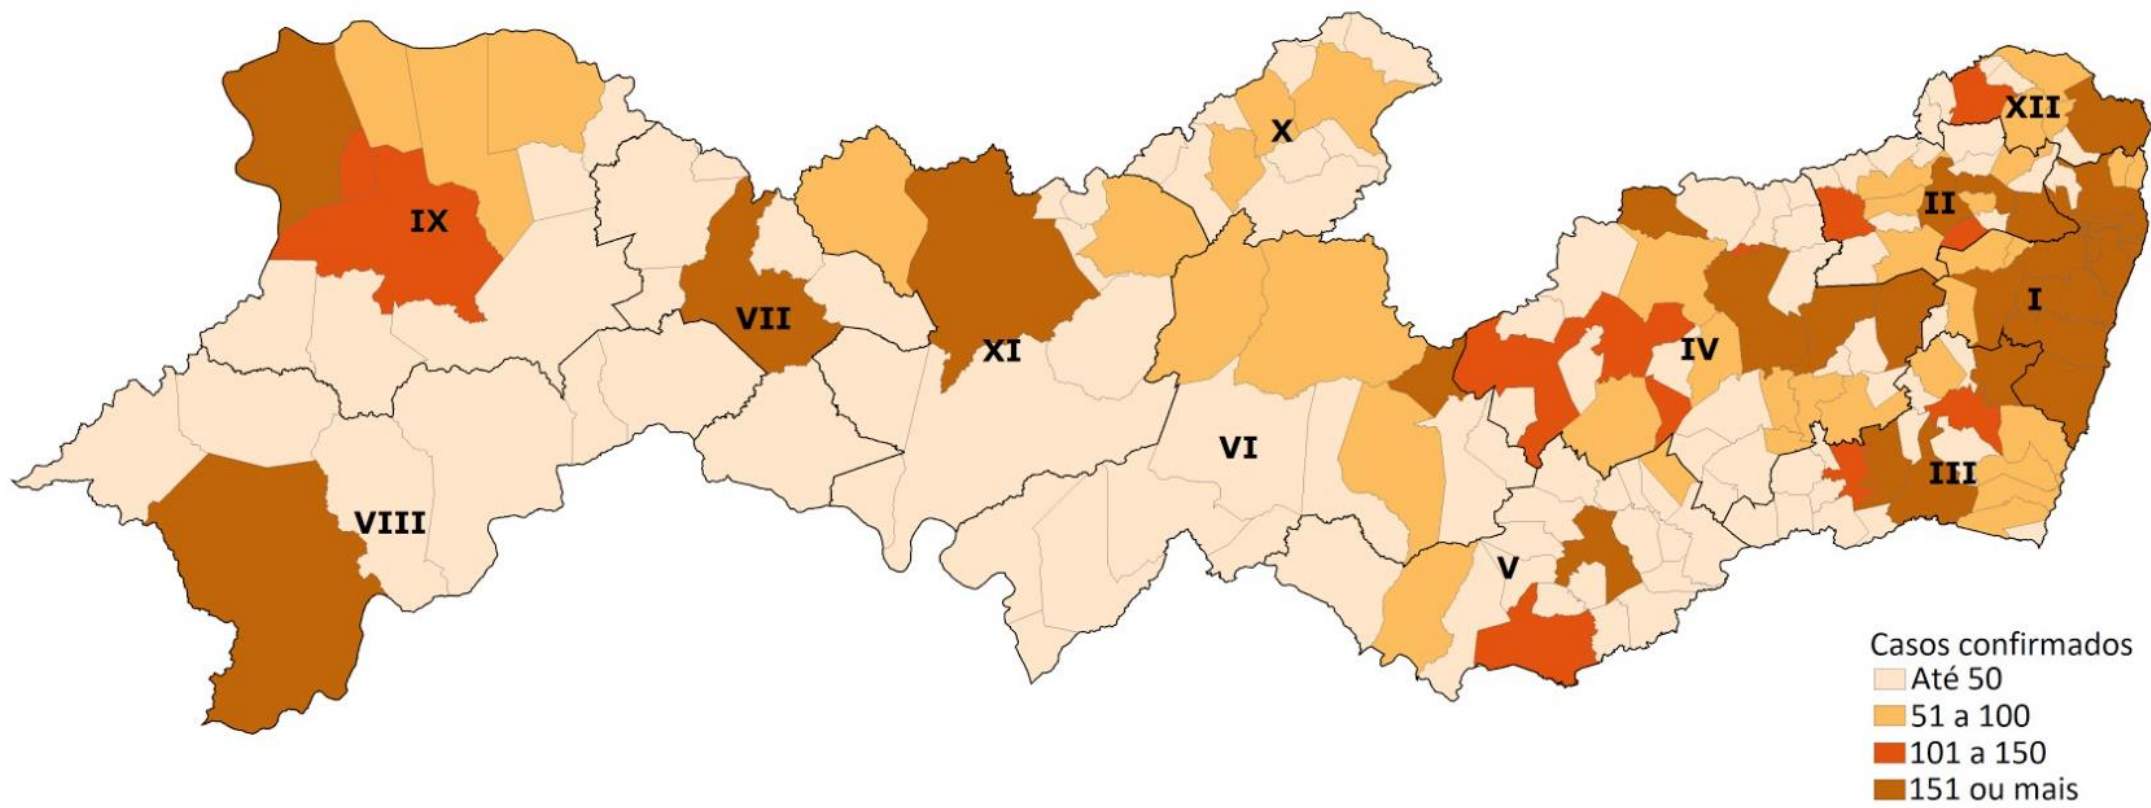 XII
X
II
IX
I
VII
XI
IV
VI
III
VIII
V
Casos confirmados
Até 50
51 a 100
101 a 150
151 ou mais